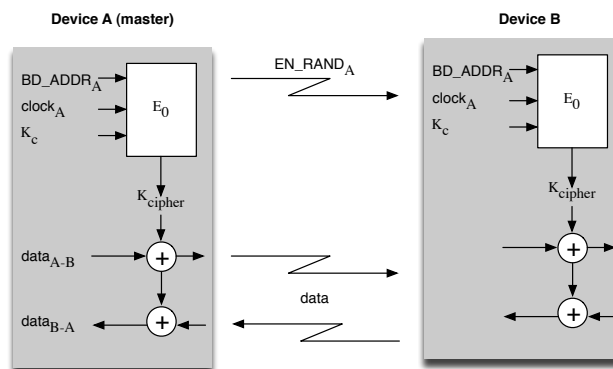 Device A (master)
Device B
BD_ADDR_A
clock_A
K_c
E_0
EN_RAND_A
BD_ADDR_A
clock_A
K_c
E_0
K_cipher
K_cipher
data_A-B
+
+
data
data_B-A
+
+